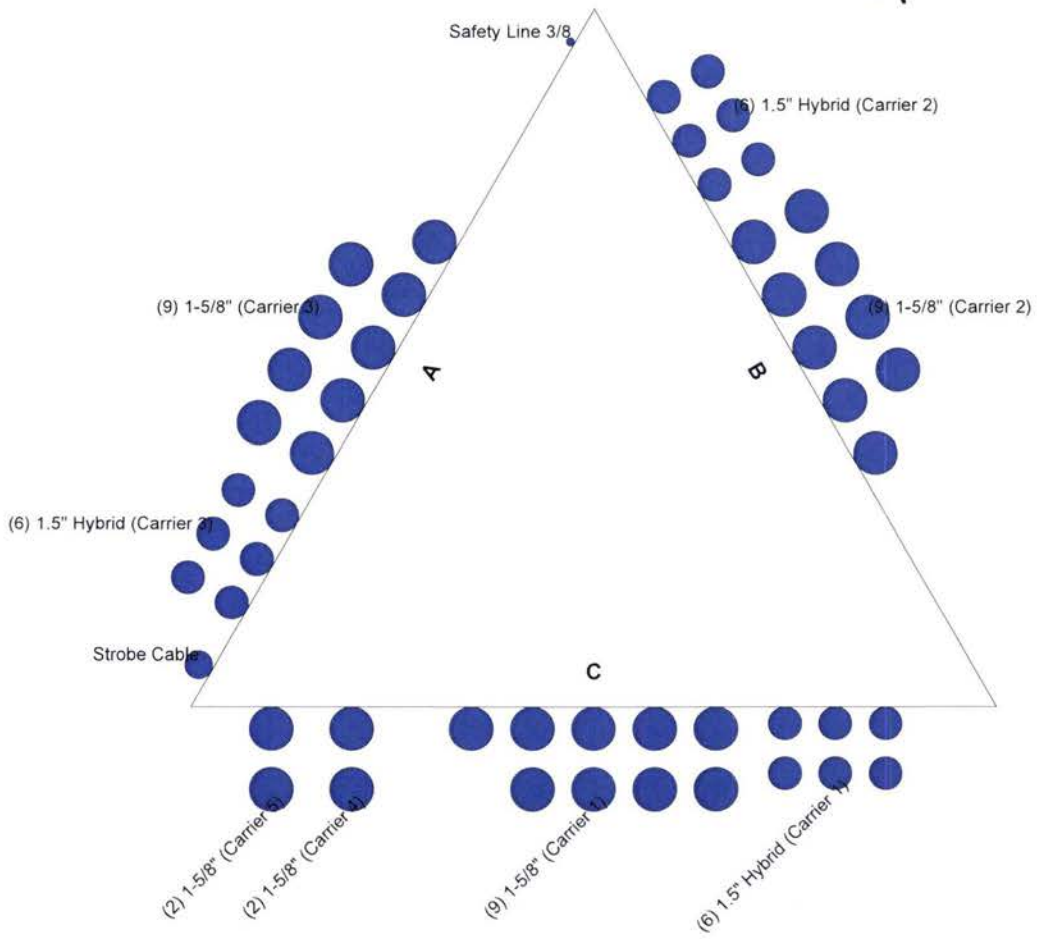 Safety Line 3/8
(6) 1.5" Hybrid (Carrier 2)
(9) 1-5/8" (Carrier 3)
(9) 1-5/8" (Carrier 2)
A
B
(6) 1.5" Hybrid (Carrier 3)
Strobe Cable
C
(2) 1-5/8" (Carrier 5)
(2) 1-5/8" (Carrier 4)
(9) 1-5/8" (Carrier 1)
(6) 1.5" Hybrid (Carrier 1)